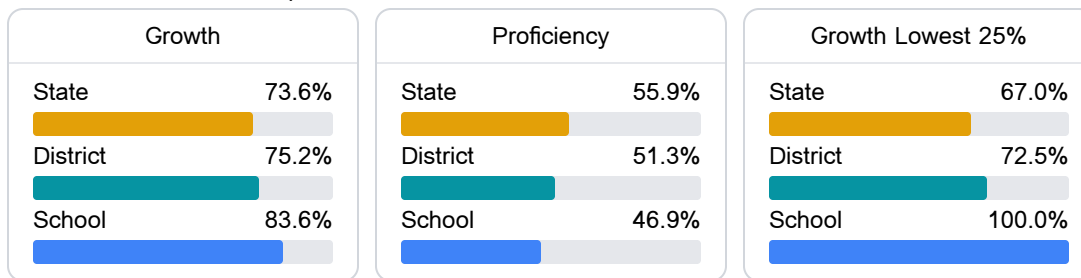 Growth
State 73.6%
District 75.2%
School 83.6%
Proficiency
State 55.9%
District 51.3%
School 46.9%
Growth Lowest 25%
State 67.0%
District 72.5%
School 100.0%